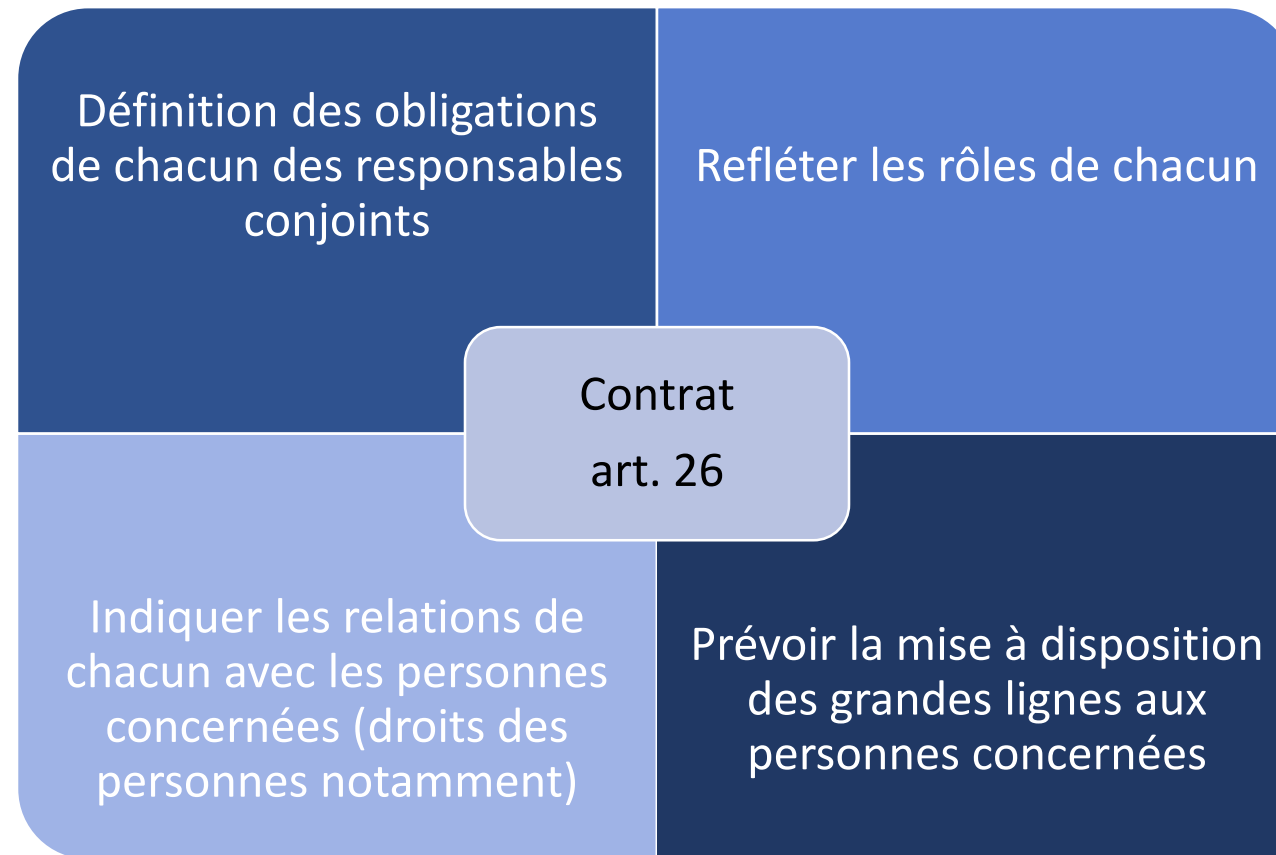 Définition des obligations
de chacun des responsables
conjoints
Refléter les rôles de chacun
Contrat
art. 26
Indiquer les relations de
chacun avec les personnes
concernées (droits des
personnes notamment)
Prévoir la mise à disposition
des grandes lignes aux
personnes concernées